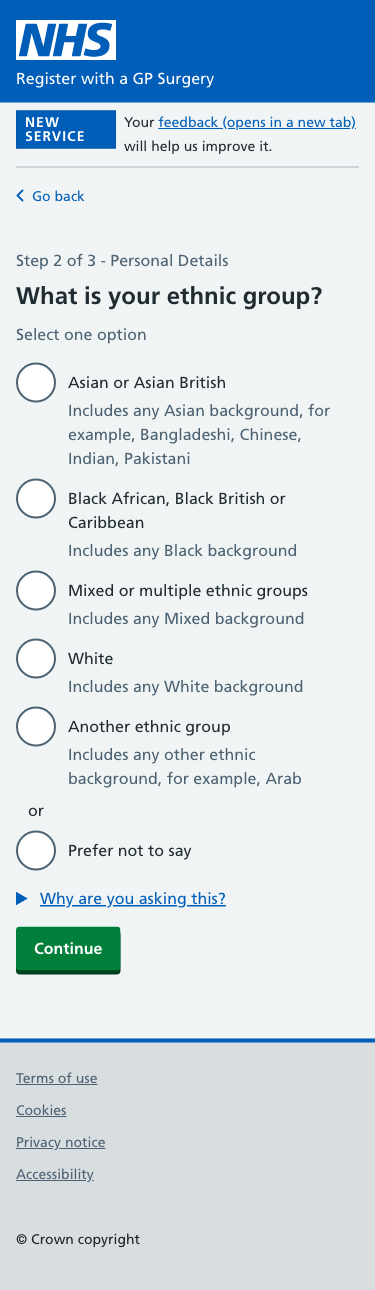 NHS
Register with a GP Surgery
NEW
SERVICE
Your feedback (opens in a new tab)
will help us improve it.
Go back
Step 2 of 3 - Personal Details
What is your ethnic group?
Select one option
Asian or Asian British
Includes any Asian background, for
example, Bangladeshi, Chinese,
Indian, Pakistani
Black African, Black British or
Caribbean
Includes any Black background
Mixed or multiple ethnic groups
Includes any Mixed background
White
Includes any White background
Another ethnic group
Includes any other ethnic
background, for example, Arab
or
Prefer not to say
Why are you asking this?
Continue
Terms of use
Cookies
Privacy notice
Accessibility
© Crown copyright